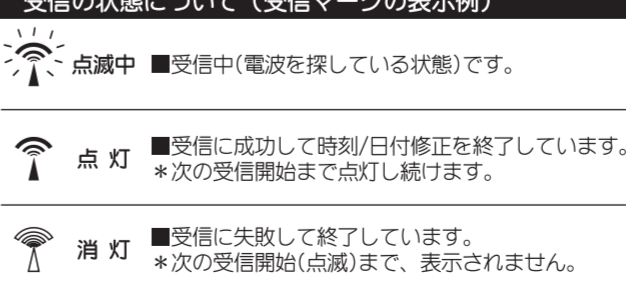 受信の状態について（受信マークの表示例）
点滅中 ■受信中(電波を探している状態)です。
点 灯 ■受信に成功して時刻/日付修正を終了しています。
＊次の受信開始まで点灯し続けます。
消 灯 ■受信に失敗して終了しています。
＊次の受信開始(点滅)まで、表示されません。